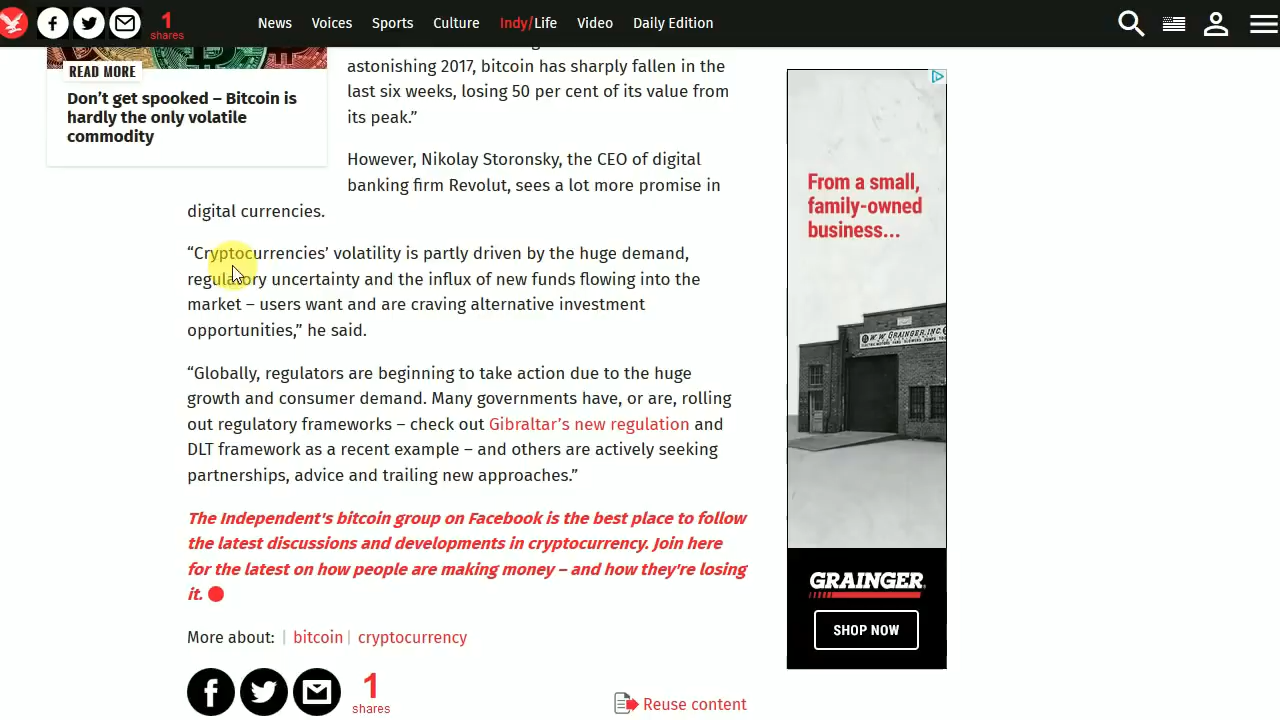 1
shares
News
Voices
Sports
Culture
Indy/Life
Video
Daily Edition
READ MORE
Don’t get spooked – Bitcoin is
hardly the only volatile
commodity
astonishing 2017, bitcoin has sharply fallen in the
last six weeks, losing 50 per cent of its value from
its peak.”
However, Nikolay Storonsky, the CEO of digital
banking firm Revolut, sees a lot more promise in
digital currencies.
“Cryptocurrencies’ volatility is partly driven by the huge demand,
regulatory uncertainty and the influx of new funds flowing into the
market – users want and are craving alternative investment
opportunities,” he said.
“Globally, regulators are beginning to take action due to the huge
growth and consumer demand. Many governments have, or are, rolling
out regulatory frameworks – check out Gibraltar’s new regulation and
DLT framework as a recent example – and others are actively seeking
partnerships, advice and trailing new approaches.”
The Independent's bitcoin group on Facebook is the best place to follow
the latest discussions and developments in cryptocurrency. Join here
for the latest on how people are making money – and how they're losing
it.
More about: | bitcoin | cryptocurrency
1
shares
Reuse content
From a small,
family-owned
business...
W.W. GRAINGER, INC.
GRAINGER
SHOP NOW